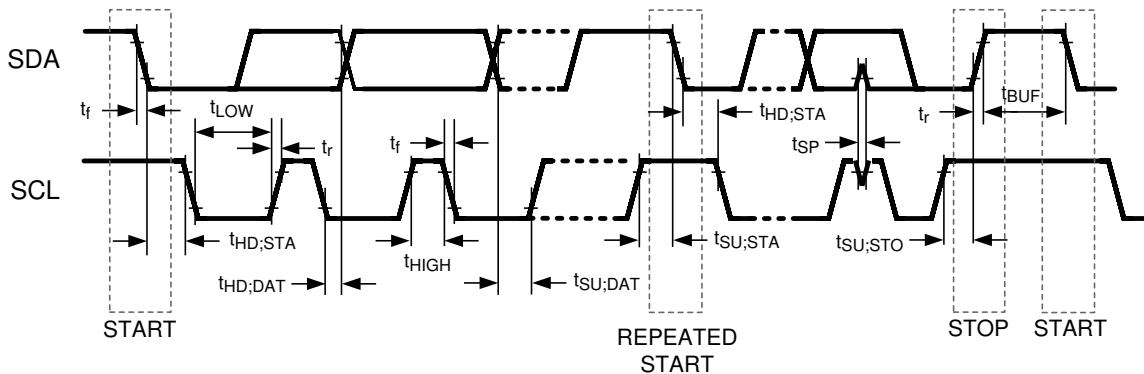 SDA
t_f
t_LOW
t_r
t_f
t_HD;STA
t_SP
t_r
t_BUF
SCL
t_HD;STA
t_HD;DAT
t_HIGH
t_SU;DAT
t_SU;STA
t_SU;STO
START
REPEATED
START
STOP
START